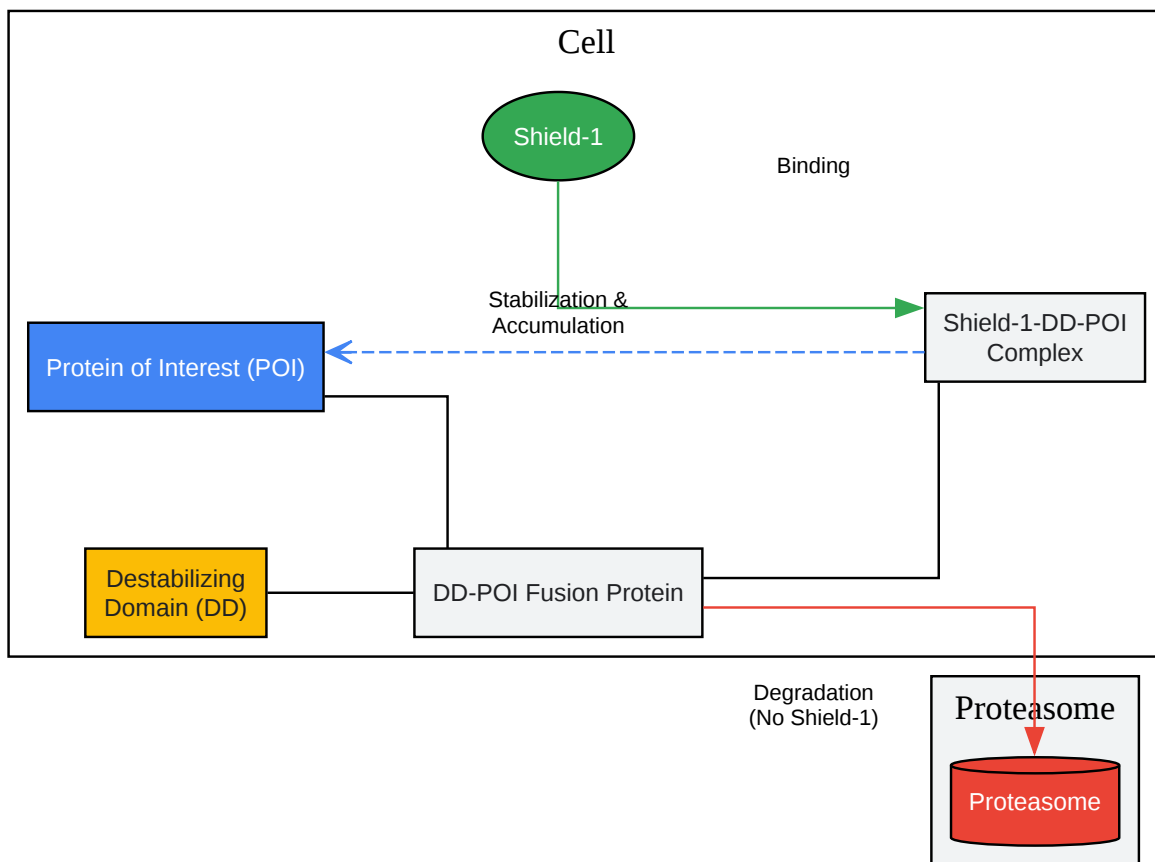 Cell
Shield-1
Binding
Stabilization &
Accumulation
Shield-1-DD-POI
Complex
Protein of Interest (POI)
Destabilizing
Domain (DD)
DD-POI Fusion Protein
Degradation
(No Shield-1)
Proteasome
Proteasome